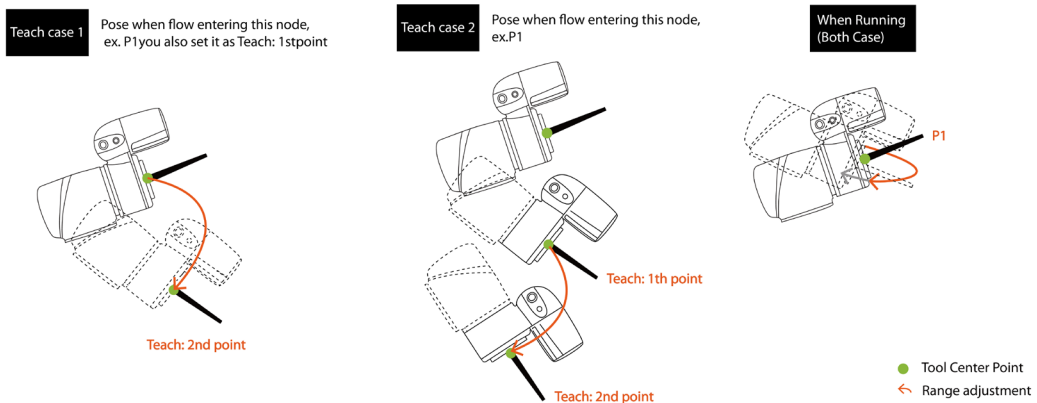 Teach case 1
Pose when flow entering this node,
ex. P1you also set it as Teach: 1stpoint
Teach: 2nd point
Teach case 2
Pose when flow entering this node,
ex.P1
Teach: 1th point
Teach: 2nd point
When Running
(Both Case)
P1
Tool Center Point
Range adjustment